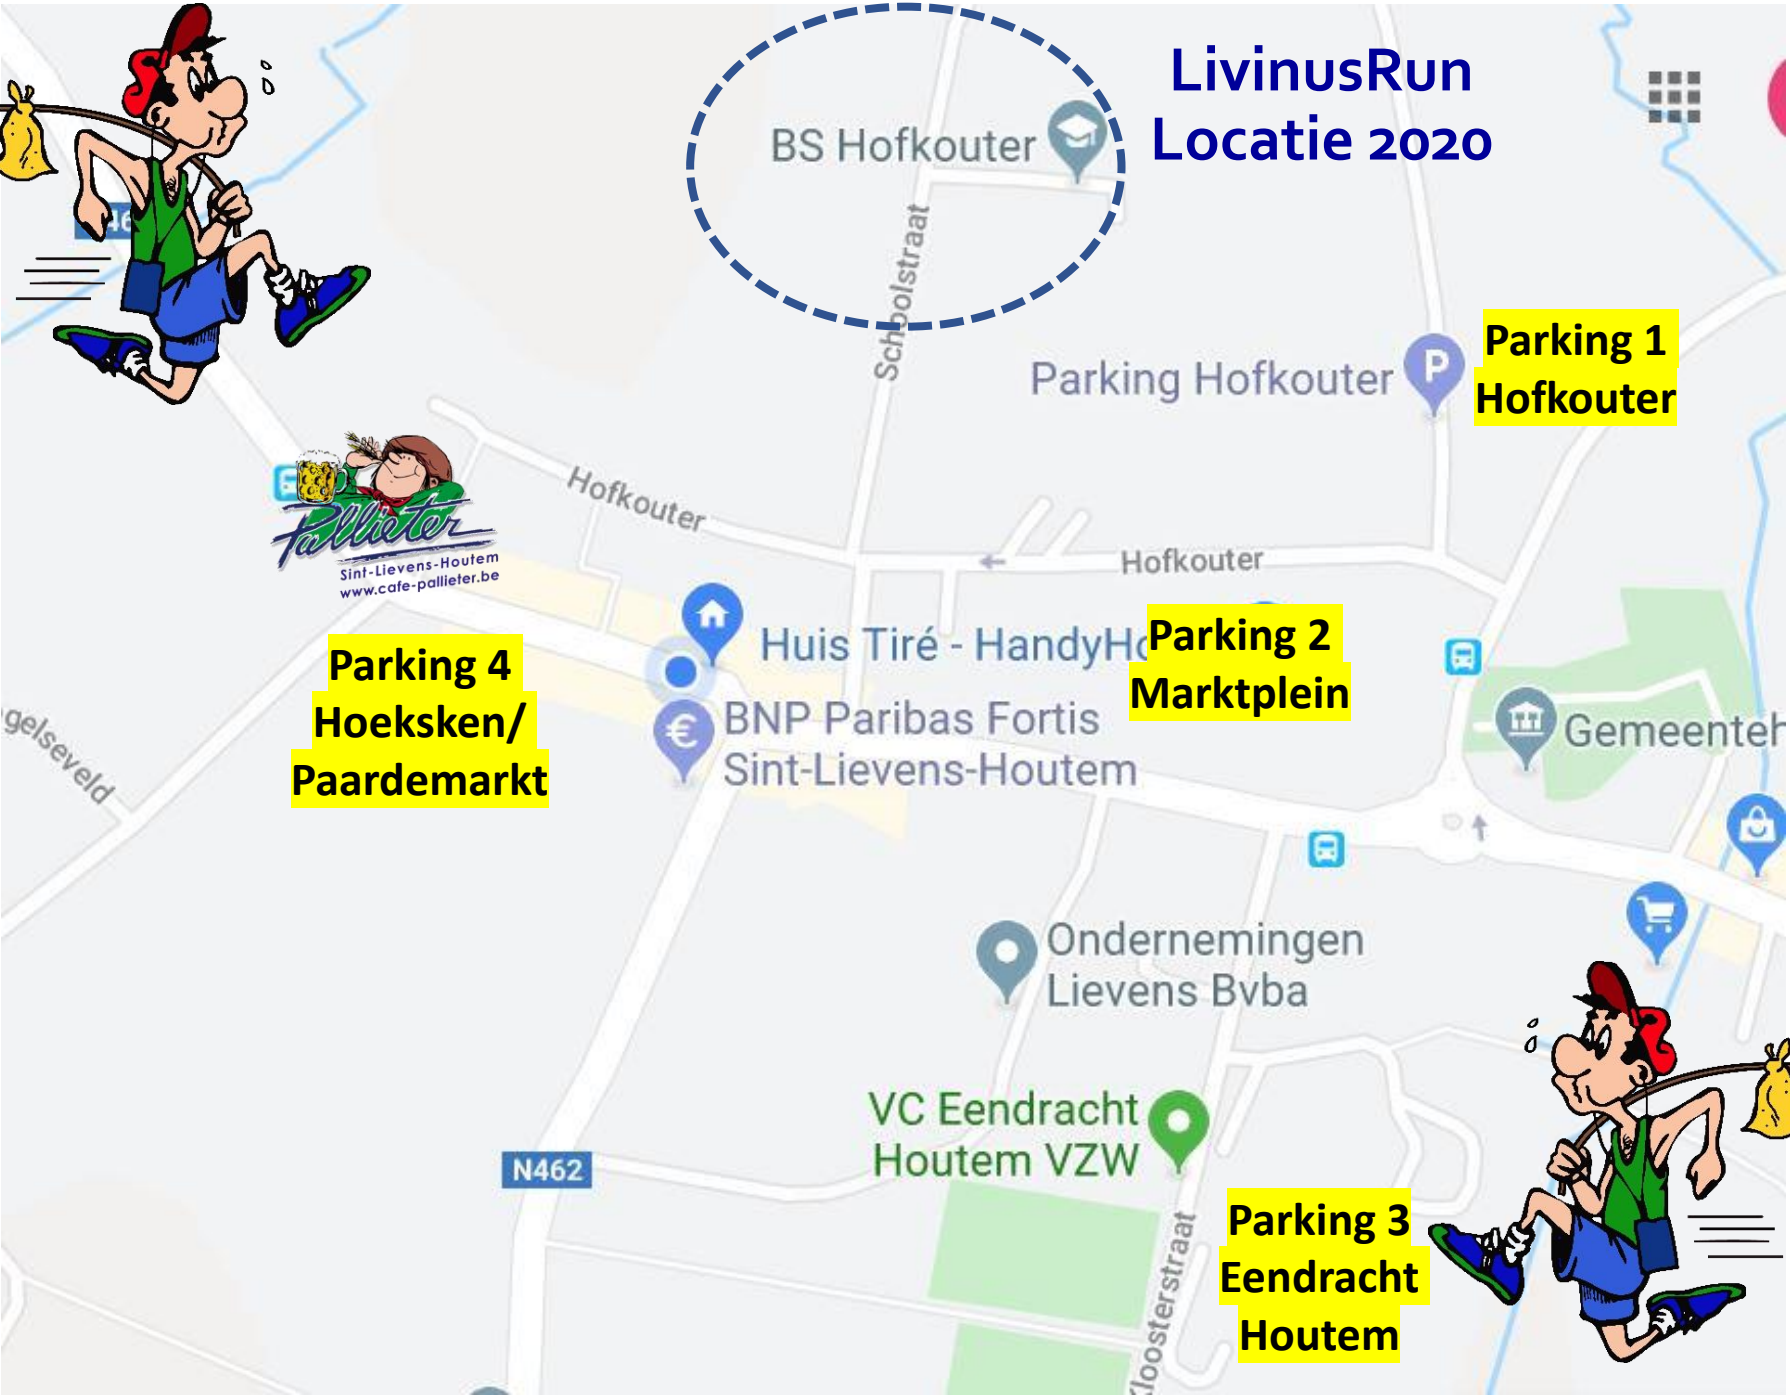 LivinusRun
Locatie 2020
BS Hofkouter
Schoolstraat
Parking 1
Hofkouter
Parking Hofkouter
P
Hofkouter
Hofkouter
Pallieter
Sint-Lievens-Houtem
www.cafe-pallieter.be
Huis Tiré - HandyHo
Parking 2
Marktplein
Parking 4
Hoeksken/
Paardemarkt
BNP Paribas Fortis
Sint-Lievens-Houtem
€
Gemeenteh
gelseveld
Ondernemingen
Lievens Bvba
VC Eendracht
Houtem VZW
N462
Parking 3
Eendracht
Houtem
Kloosterstraat